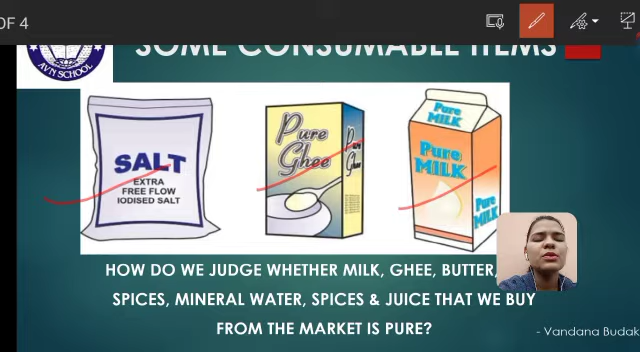 OF 4
AVN SCHOOL
SOME CONSUMABLE ITEMS
SALT
EXTRA
FREE FLOW
IODISED SALT
Pure
Ghee
Pure
Ghee
Pure
MILK
Pure
MILK
Pure
MILK
HOW DO WE JUDGE WHETHER MILK, GHEE, BUTTER,
SPICES, MINERAL WATER, SPICES & JUICE THAT WE BUY
FROM THE MARKET IS PURE?
- Vandana Budak